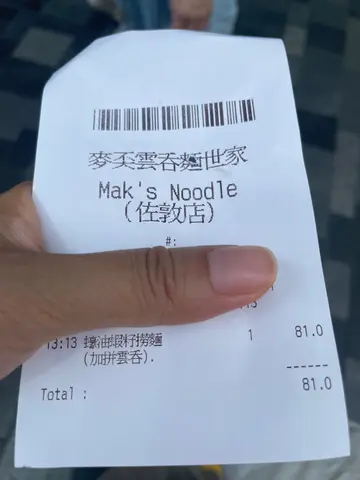 麥奀雲吞麵世家
Mak's Noodle
(佐敦店)
#:
13:13 蠔油蝦籽撈麵 1 81.0
(加拼雲吞).
------
Total : 81.0